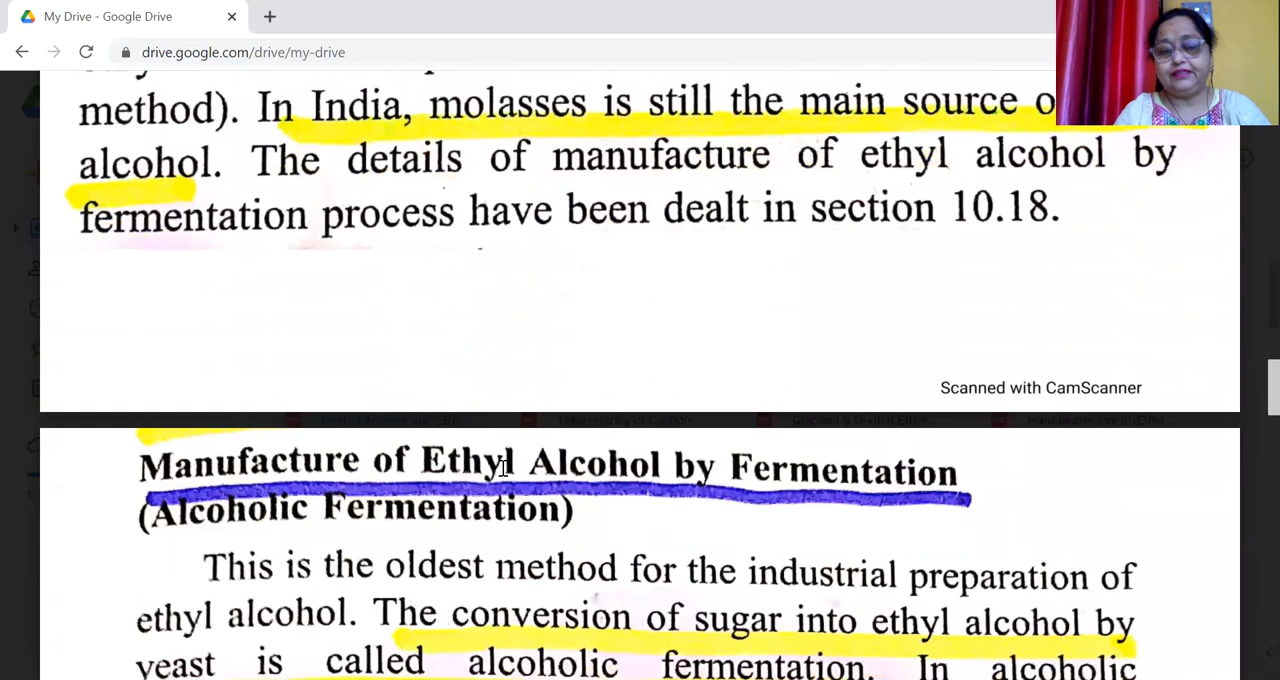 My Drive - Google Drive
drive.google.com/drive/my-drive
method). In India, molasses is still the main source
alcohol. The details of manufacture of ethyl alcohol by
fermentation process have been dealt in section 10.18.
Scanned with CamScanner
Manufacture of Ethyl Alcohol by Fermentation
(Alcoholic Fermentation)
This is the oldest method for the industrial preparation of
ethyl alcohol. The conversion of sugar into ethyl alcohol by
yeast is called alcoholic fermentation. In alcoholic